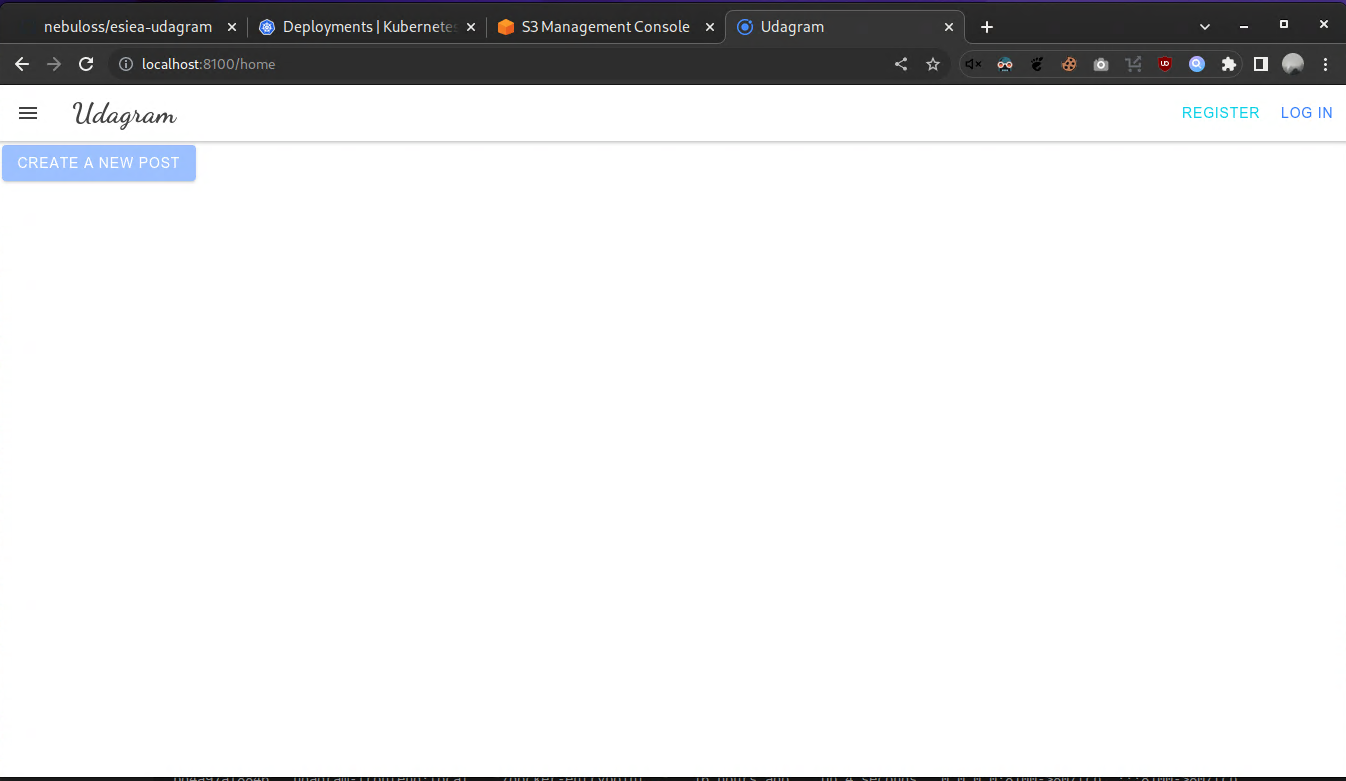 nebuloss/esiea-udagram
Deployments | Kubernetes
S3 Management Console
Udagram
localhost:8100/home
Udagram
REGISTER
LOG IN
CREATE A NEW POST